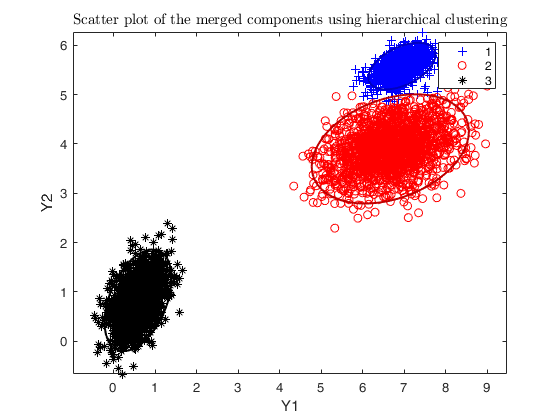 Scatter plot of the merged components using hierarchical clustering
6
5
4
3
2
1
0
Y2
1
2
3
0 1 2 3 4 5 6 7 8 9
Y1